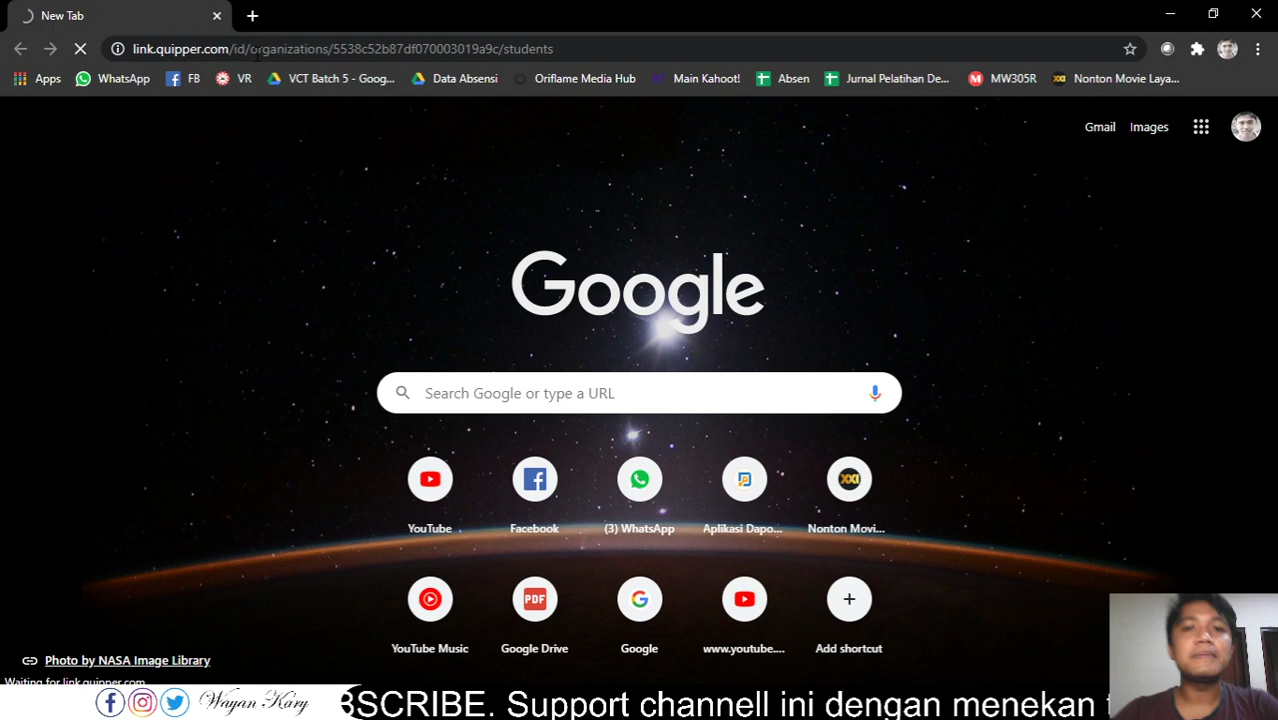 New Tab
link.quipper.com/id/organizations/5538c52b87df070003019a9c/students
Apps WhatsApp FB VR VCT Batch 5 - Goog... Data Absensi Oriflame Media Hub Main Kahoot! Absen Jurnal Pelatihan De... MW305R Nonton Movie Laya...
Gmail Images
Google
Search Google or type a URL
YouTube Facebook (3) WhatsApp Aplikasi Dapo... Nonton Movi...
YouTube Music Google Drive Google www.youtube.... Add shortcut
Photo by NASA Image Library
Waiting for link.quipper.com
Wayan Kary BSCRIBE. Support channell ini dengan menekan